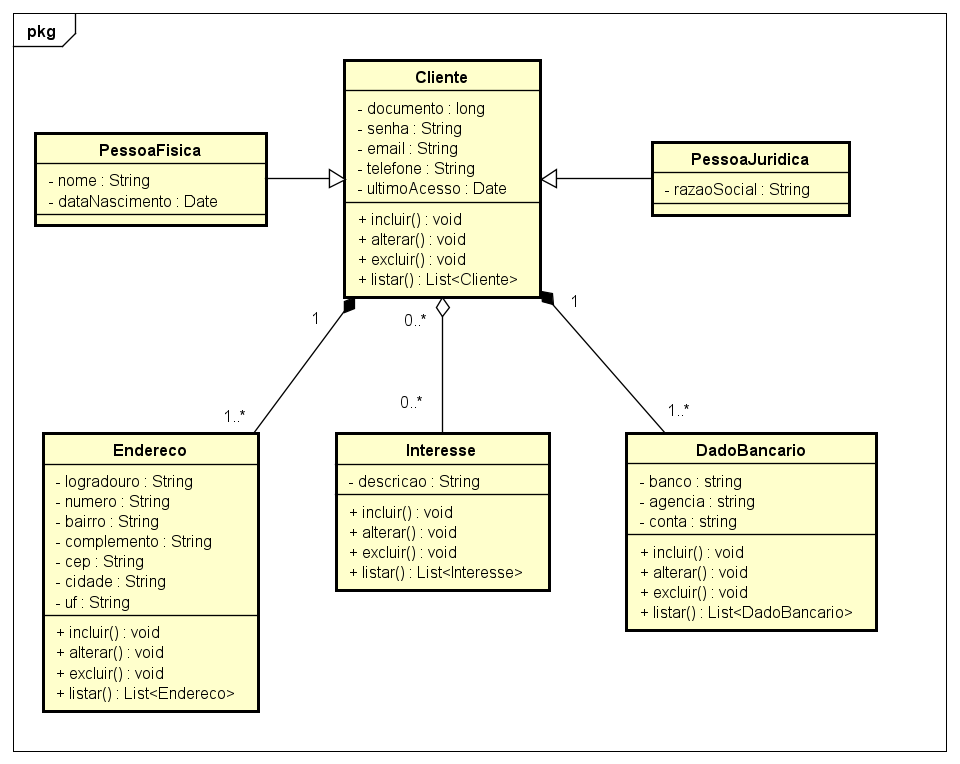 pkg
Cliente
- documento : long
- senha : String
- email : String
- telefone : String
- ultimoAcesso : Date
+ incluir() : void
+ alterar() : void
+ excluir() : void
+ listar() : List<Cliente>
PessoaFisica
- nome : String
- dataNascimento : Date
PessoaJuridica
- razaoSocial : String
1
0..*
1
1..*
0..*
1..*
Endereco
- logradouro : String
- numero : String
- bairro : String
- complemento : String
- cep : String
- cidade : String
- uf : String
+ incluir() : void
+ alterar() : void
+ excluir() : void
+ listar() : List<Endereco>
Interesse
- descricao : String
+ incluir() : void
+ alterar() : void
+ excluir() : void
+ listar() : List<Interesse>
DadoBancario
- banco : string
- agencia : string
- conta : string
+ incluir() : void
+ alterar() : void
+ excluir() : void
+ listar() : List<DadoBancario>